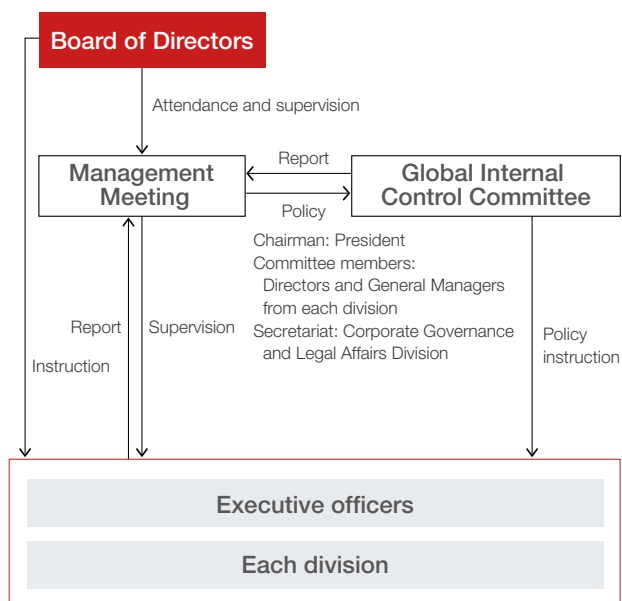 Board of Directors
Attendance and supervision
Management
Meeting
Report
Policy
Global Internal
Control Committee
Chairman: President
Committee members:
Directors and General Managers
from each division
Secretariat: Corporate Governance
and Legal Affairs Division
Report
Supervision
Instruction
Policy
instruction
Executive officers
Each division